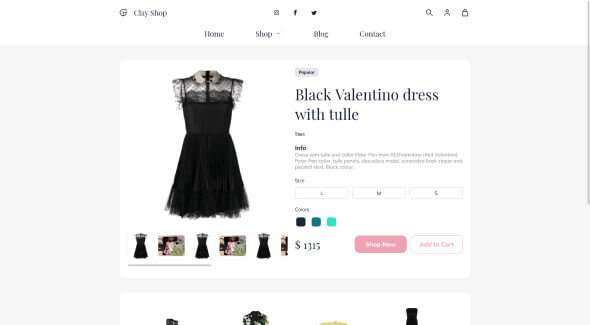 Clay Shop
Home Shop Blog Contact
Popular
Black Valentino dress
with tulle
Tags
Info
Dress with tulle and collar Peter Pan from REDValentino (Red Valentino).
Peter Pan collar, tulle panels, sleeveless model, concealed back zipper and
pleated skirt. Black colour.
Size
L M S
Colors
$ 1315 Shop Now Add to Cart